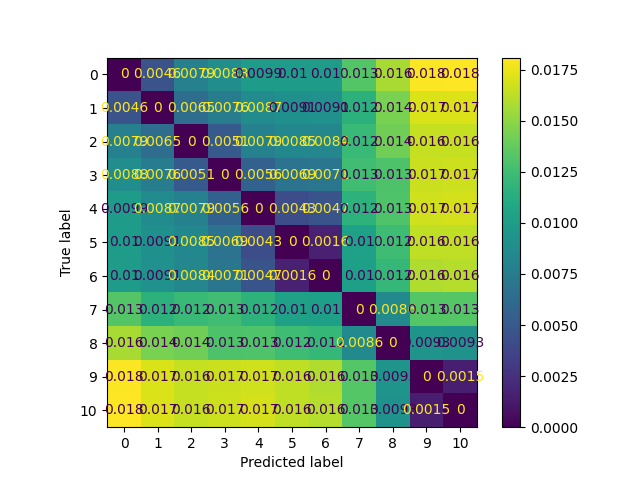 0 0 0.0046 0.0079 0.0088 0.0099 0.01 0.01 0.013 0.016 0.018 0.018
1 0.0046 0 0.0065 0.0076 0.0087 0.0091 0.0091 0.012 0.014 0.017 0.017
2 0.0079 0.0065 0 0.0051 0.0079 0.0085 0.0084 0.012 0.014 0.016 0.016
3 0.0088 0.0076 0.0051 0 0.0056 0.0069 0.0071 0.013 0.013 0.017 0.017
4 0.0099 0.0087 0.0079 0.0056 0 0.0043 0.0047 0.012 0.013 0.017 0.017
5 0.01 0.0091 0.0085 0.0069 0.0043 0 0.0016 0.01 0.012 0.016 0.016
6 0.01 0.0091 0.0084 0.0071 0.0047 0.0016 0 0.01 0.012 0.016 0.016
7 0.013 0.012 0.012 0.013 0.012 0.01 0.01 0 0.0086 0.013 0.013
8 0.016 0.014 0.014 0.013 0.013 0.012 0.012 0.0086 0 0.0093 0.0093
9 0.018 0.017 0.016 0.017 0.017 0.016 0.016 0.013 0.0093 0 0.0015
10 0.018 0.017 0.016 0.017 0.017 0.016 0.016 0.013 0.0093 0.0015 0
0 1 2 3 4 5 6 7 8 9 10
Predicted label
True label
0.0175
0.0150
0.0125
0.0100
0.0075
0.0050
0.0025
0.0000